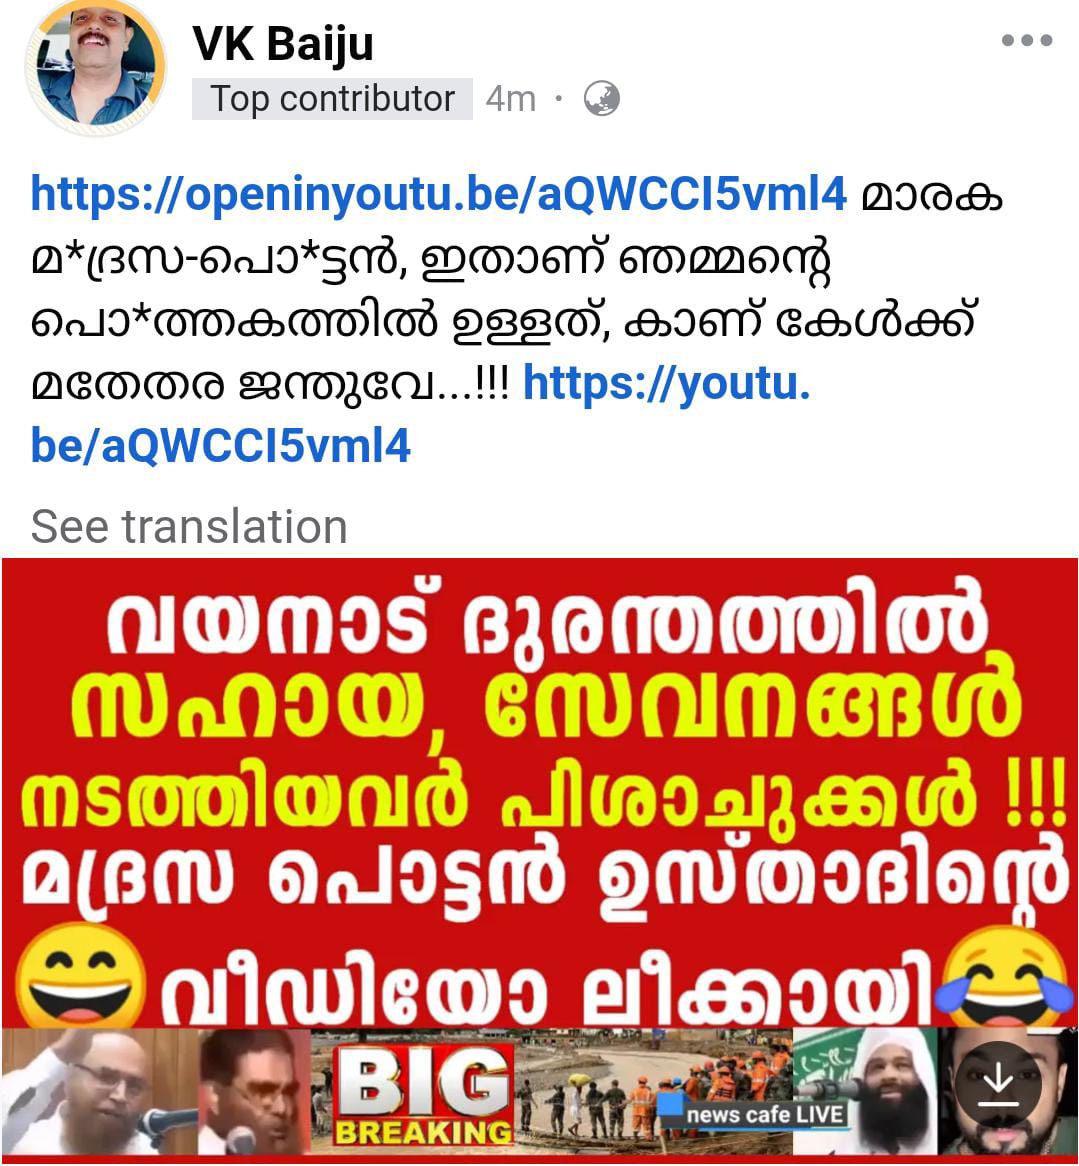 VK Baiju
Top contributor 4m ·
https://openinyoutu.be/aQWCCI5vml4 മാരക
മ*ദ്രസ-പൊ*ട്ടൻ, ഇതാണ് ഞമ്മന്റെ
പൊ*ത്തകത്തിൽ ഉള്ളത്, കാണ് കേൾക്ക്
മതേതര ജന്തുവേ...!!! https://youtu.
be/aQWCCI5vml4
See translation
വയനാട് ദുരന്തത്തിൽ
സഹായ, സേവനങ്ങൾ
നടത്തിയവർ പിശാചുക്കൾ !!!
മദ്രസ പൊട്ടൻ ഉസ്താദിന്റെ
വീഡിയോ ലീക്കായി
BIG
BREAKING
news cafe LIVE